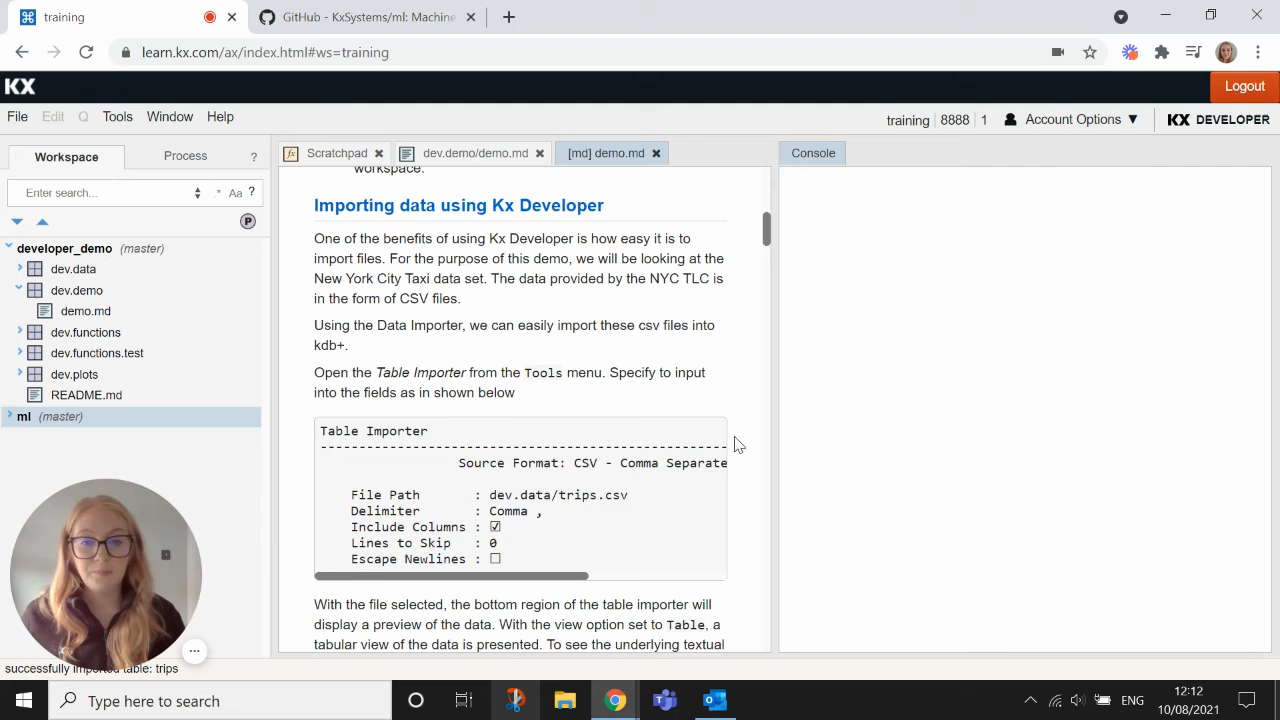 training
GitHub - KxSystems/ml: Machine
learn.kx.com/ax/index.html#ws=training
KX
Logout
File Edit Q Tools Window Help
training 8888 1 Account Options ▼ KX DEVELOPER
Workspace Process ?
Scratchpad dev.demo/demo.md [md] demo.md Console
Enter search... .* Aa ?
P
developer_demo (master)
dev.data
dev.demo
demo.md
dev.functions
dev.functions.test
dev.plots
README.md
ml (master)
workspace.
Importing data using Kx Developer
One of the benefits of using Kx Developer is how easy it is to
import files. For the purpose of this demo, we will be looking at the
New York City Taxi data set. The data provided by the NYC TLC is
in the form of CSV files.
Using the Data Importer, we can easily import these csv files into
kdb+.
Open the Table Importer from the Tools menu. Specify to input
into the fields as in shown below
Table Importer
-----------------------------------------------------
Source Format: CSV - Comma Separate
File Path : dev.data/trips.csv
Delimiter : Comma ,
Include Columns : ☑
Lines to Skip : 0
Escape Newlines : ☐
With the file selected, the bottom region of the table importer will
display a preview of the data. With the view option set to Table, a
tabular view of the data is presented. To see the underlying textual
successfully imported table: trips
Type here to search
ENG
12:12
10/08/2021